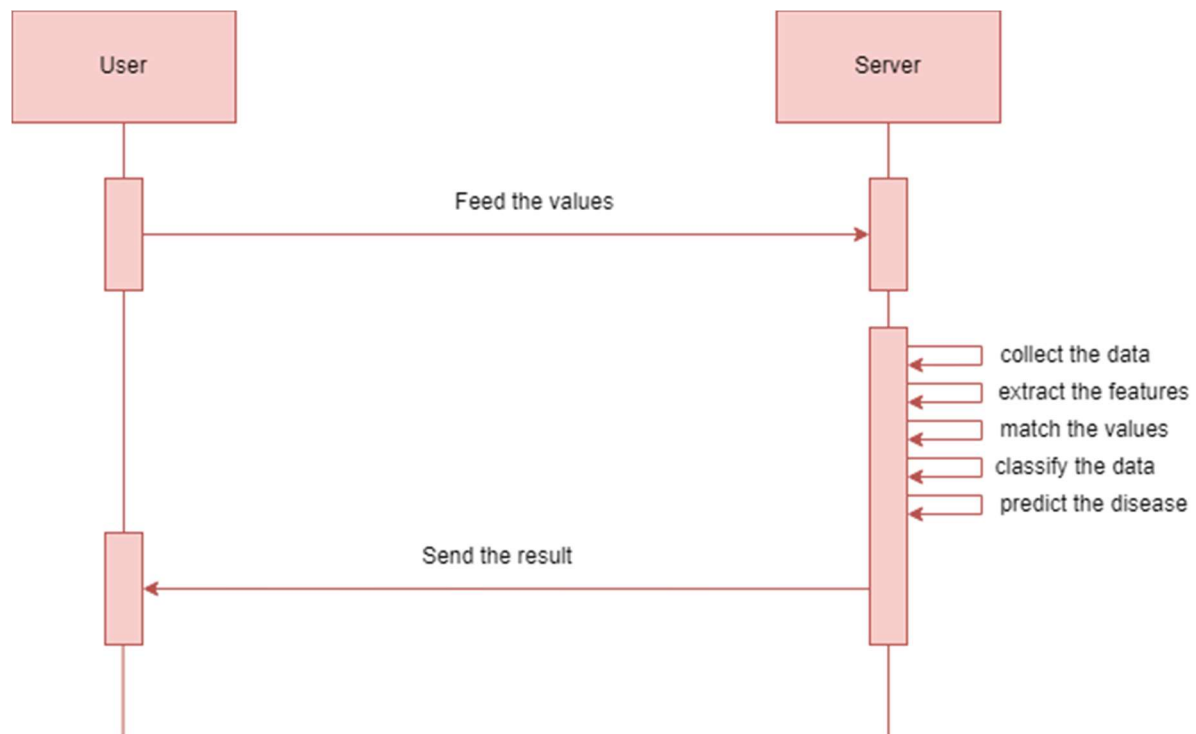 User
Server
Feed the values
collect the data
extract the features
match the values
classify the data
predict the disease
Send the result